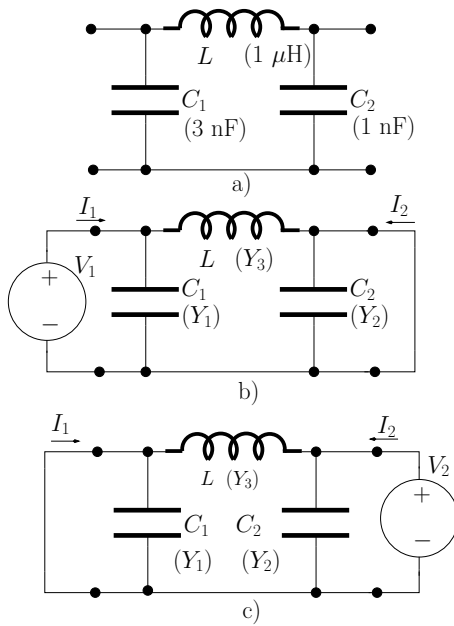 L (1 μH)
C₁ C₂
(3 nF) (1 nF)
a)
I₁ I₂
V₁ L (Y₃)
+
C₁ C₂
(Y₁) (Y₂)
−
b)
I₁ I₂
L (Y₃) V₂
+
C₁ C₂
(Y₁) (Y₂) −
c)